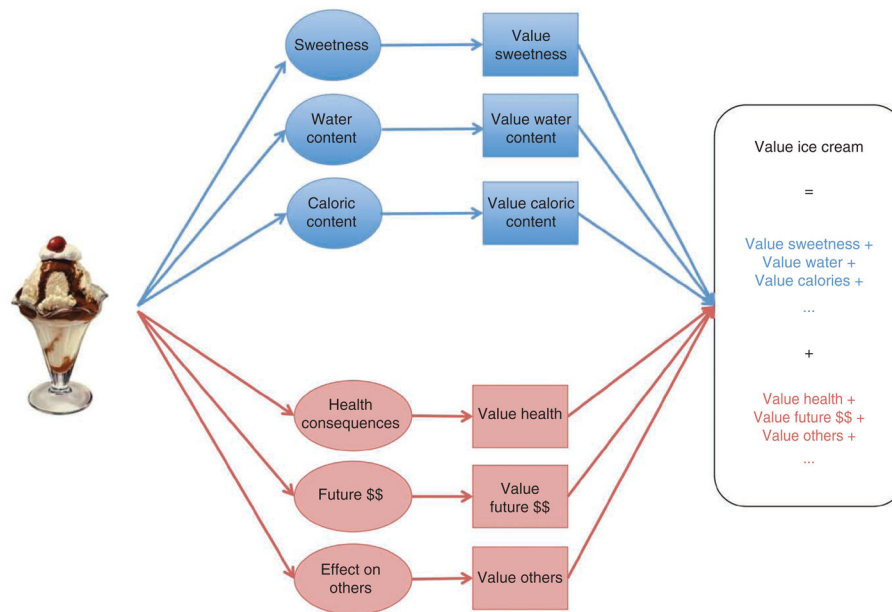 Sweetness
Value
sweetness
Water
content
Value water
content
Caloric
content
Value caloric
content
Health
consequences
Value health
Future $$
Value
future $$
Effect on
others
Value others
Value ice cream
=
Value sweetness +
Value water +
Value calories +
...
+
Value health +
Value future $$ +
Value others +
...